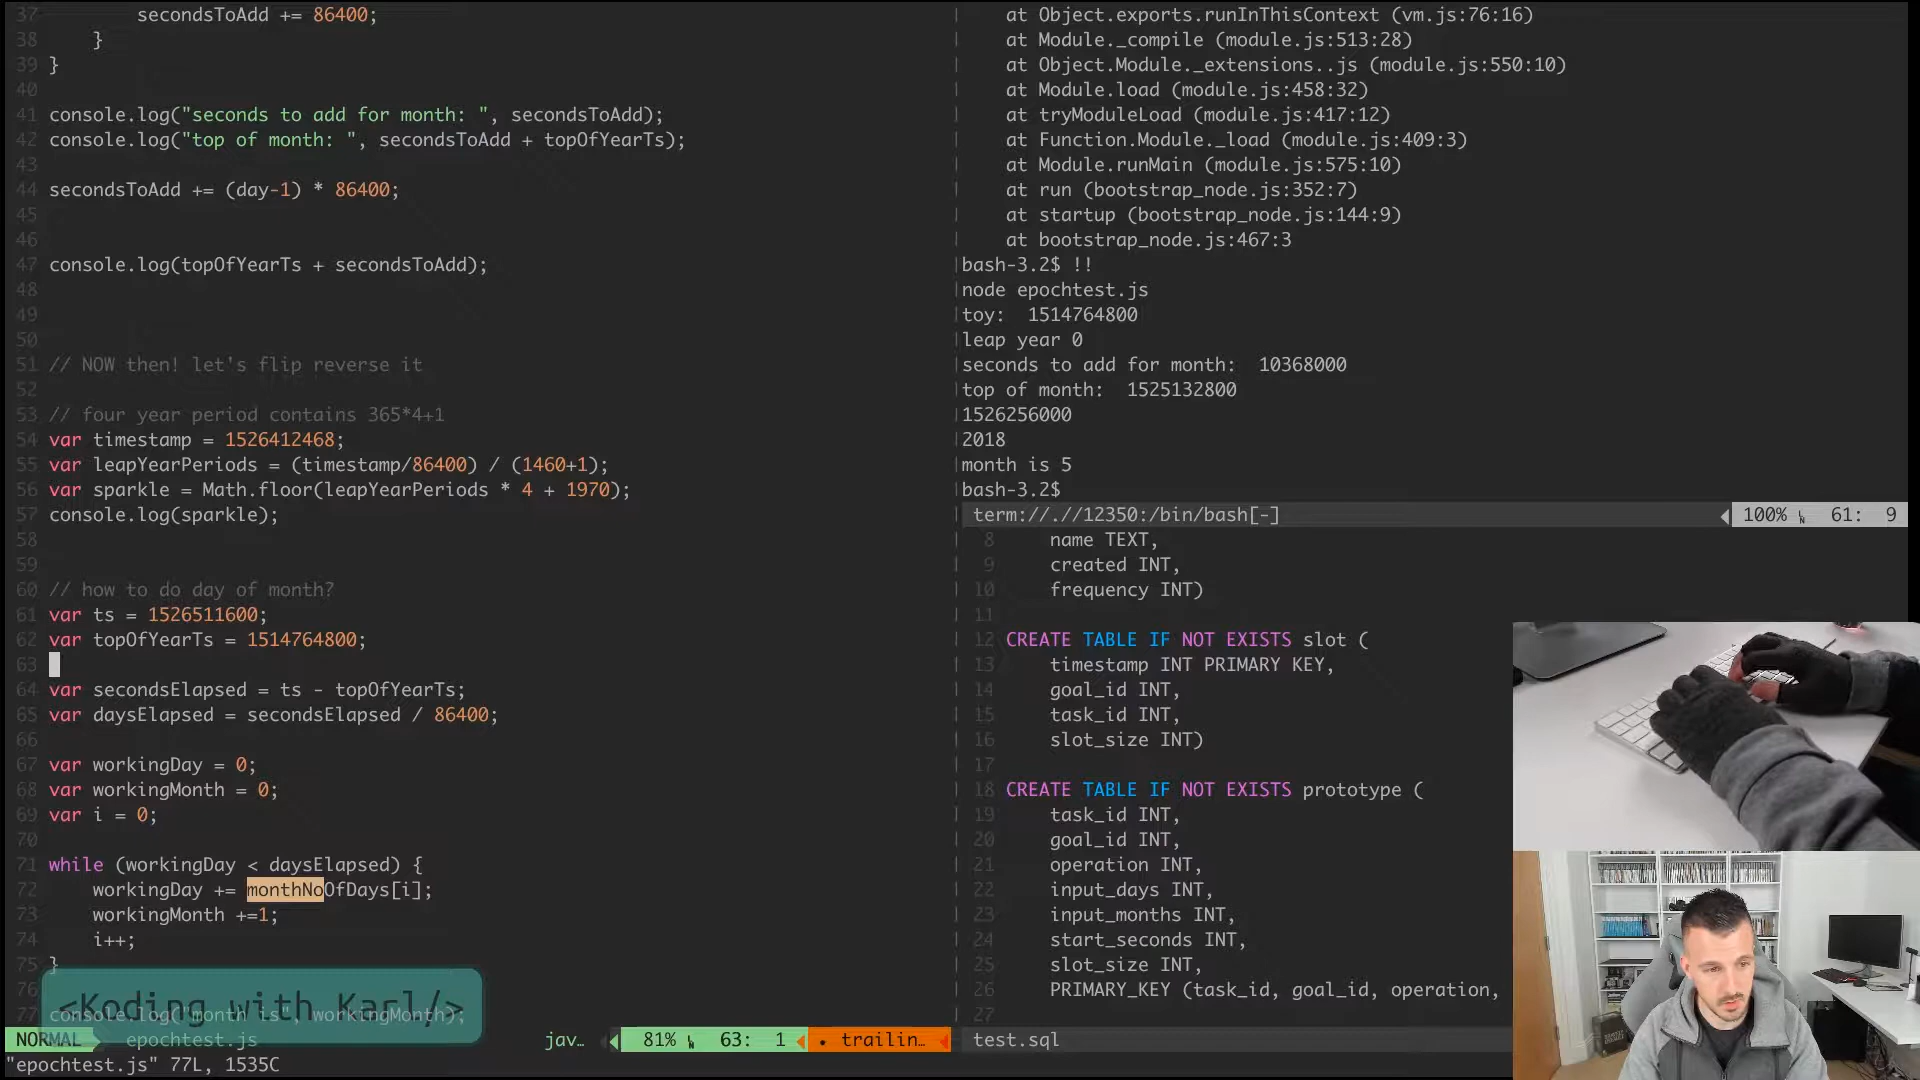 37 secondsToAdd += 86400;
38 }
39 }
40
41 console.log("seconds to add for month: ", secondsToAdd);
42 console.log("top of month: ", secondsToAdd + topOfYearTs);
43
44 secondsToAdd += (day-1) * 86400;
45
46
47 console.log(topOfYearTs + secondsToAdd);
48
49
50
51 // NOW then! let's flip reverse it
52
53 // four year period contains 365*4+1
54 var timestamp = 1526412468;
55 var leapYearPeriods = (timestamp/86400) / (1460+1);
56 var sparkle = Math.floor(leapYearPeriods * 4 + 1970);
57 console.log(sparkle);
58
59
60 // how to do day of month?
61 var ts = 1526511600;
62 var topOfYearTs = 1514764800;
63
64 var secondsElapsed = ts - topOfYearTs;
65 var daysElapsed = secondsElapsed / 86400;
66
67 var workingDay = 0;
68 var workingMonth = 0;
69 var i = 0;
70
71 while (workingDay < daysElapsed) {
72 workingDay += monthNoOfDays[i];
73 workingMonth +=1;
74 i++;
75 }
76
77 console.log("month is", workingMonth);
<Koding with Karl/>
NORMAL epochtest.js jav… 81% 63: 1 • trailin…
"epochtest.js" 77L, 1535C
at Object.exports.runInThisContext (vm.js:76:16)
at Module._compile (module.js:513:28)
at Object.Module._extensions..js (module.js:550:10)
at Module.load (module.js:458:32)
at tryModuleLoad (module.js:417:12)
at Function.Module._load (module.js:409:3)
at Module.runMain (module.js:575:10)
at run (bootstrap_node.js:352:7)
at startup (bootstrap_node.js:144:9)
at bootstrap_node.js:467:3
bash-3.2$ !!
node epochtest.js
toy:  1514764800
leap year 0
seconds to add for month:  10368000
top of month:  1525132800
1526256000
2018
month is 5
bash-3.2$
term://.//12350:/bin/bash[-] 100% 61: 9
8 name TEXT,
9 created INT,
10 frequency INT)
11
12 CREATE TABLE IF NOT EXISTS slot (
13 timestamp INT PRIMARY KEY,
14 goal_id INT,
15 task_id INT,
16 slot_size INT)
17
18 CREATE TABLE IF NOT EXISTS prototype (
19 task_id INT,
20 goal_id INT,
21 operation INT,
22 input_days INT,
23 input_months INT,
24 start_seconds INT,
25 slot_size INT,
26 PRIMARY_KEY (task_id, goal_id, operation,
27
test.sql